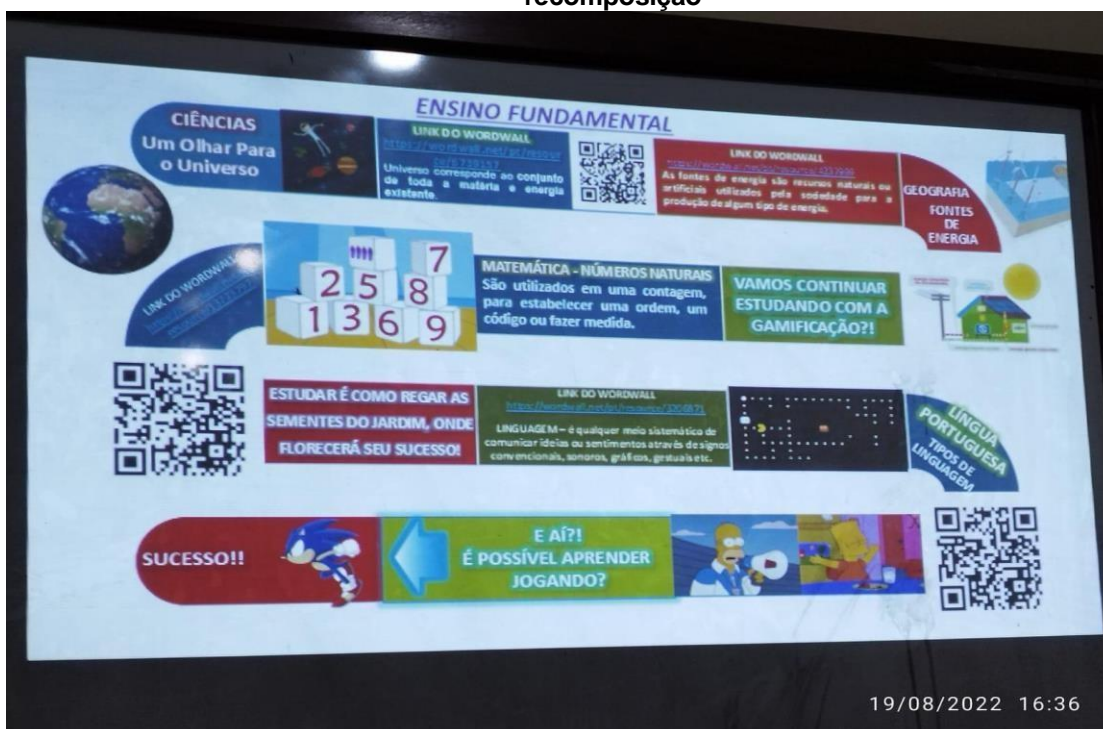 recomposição
ENSINO FUNDAMENTAL
CIÊNCIAS
Um Olhar Para
o Universo
LINK DO WORDWALL
Universo corresponde ao conjunto
de toda a matéria e energia
existente.
LINK DO WORDWALL
As fontes de energia são recursos naturais ou
artificiais utilizados pela sociedade para a
produção de algum tipo de energia.
GEOGRAFIA
FONTES
DE
ENERGIA
LINK DO WORDWALL
7
2 5 8
1 3 6 9
MATEMÁTICA - NÚMEROS NATURAIS
São utilizados em uma contagem,
para estabelecer uma ordem, um
código ou fazer medida.
VAMOS CONTINUAR
ESTUDANDO COM A
GAMIFICAÇÃO?!
ESTUDAR É COMO REGAR AS
SEMENTES DO JARDIM, ONDE
FLORECERÁ SEU SUCESSO!
LINK DO WORDWALL
LINGUAGEM – é qualquer meio sistemático de
comunicar ideias ou sentimentos através de signos
convencionais, sonoros, gráficos, gestuais etc.
LÍNGUA
PORTUGUESA
TIPOS DE
LINGUAGEM
SUCESSO!!
E AÍ?!
É POSSÍVEL APRENDER
JOGANDO?
19/08/2022 16:36